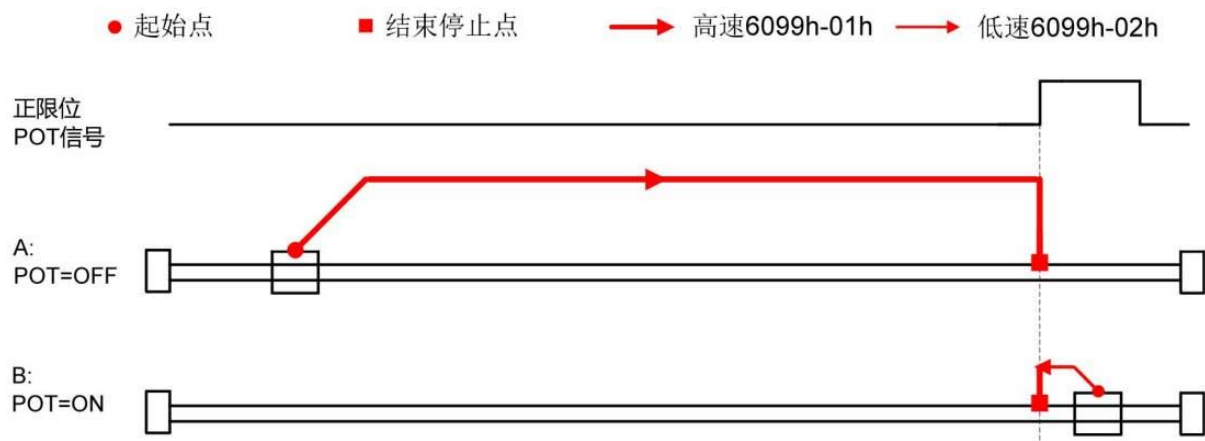 起始点 结束停止点 高速6099h-01h 低速6099h-02h
正限位
POT信号
A:
POT=OFF
B:
POT=ON